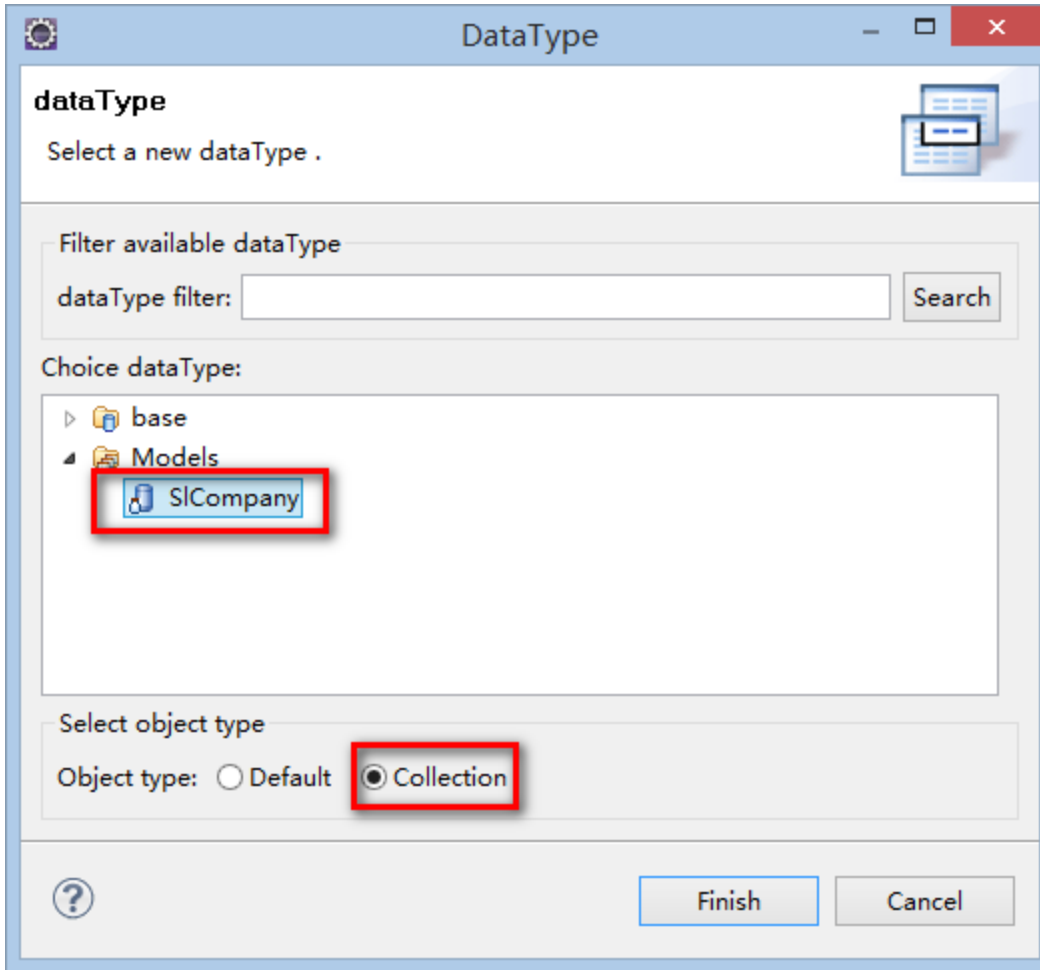 DataType
dataType
Select a new dataType .
Filter available dataType
dataType filter:
Search
Choice dataType:
base
Models
SlCompany
Select object type
Object type: Default Collection
Finish Cancel